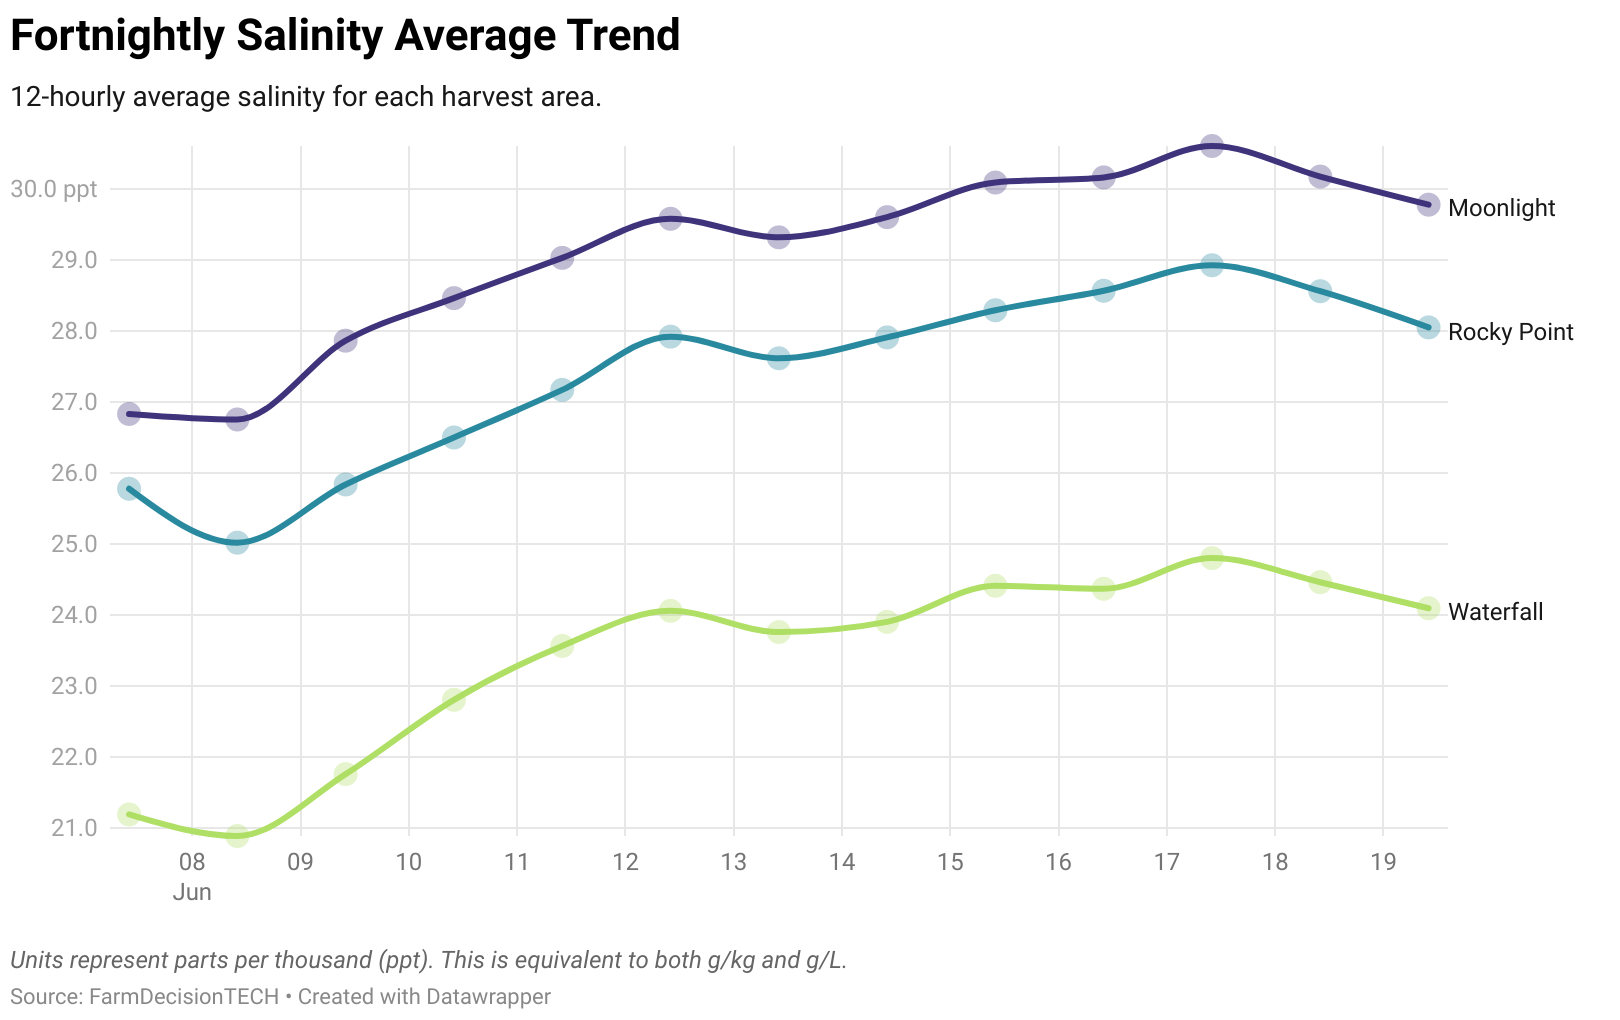 Fortnightly Salinity Average Trend
12-hourly average salinity for each harvest area.
30.0 ppt
29.0
28.0
27.0
26.0
25.0
24.0
23.0
22.0
21.0
Moonlight
Rocky Point
Waterfall
08 09 10 11 12 13 14 15 16 17 18 19
Jun
Units represent parts per thousand (ppt). This is equivalent to both g/kg and g/L.
Source: FarmDecisionTECH • Created with Datawrapper